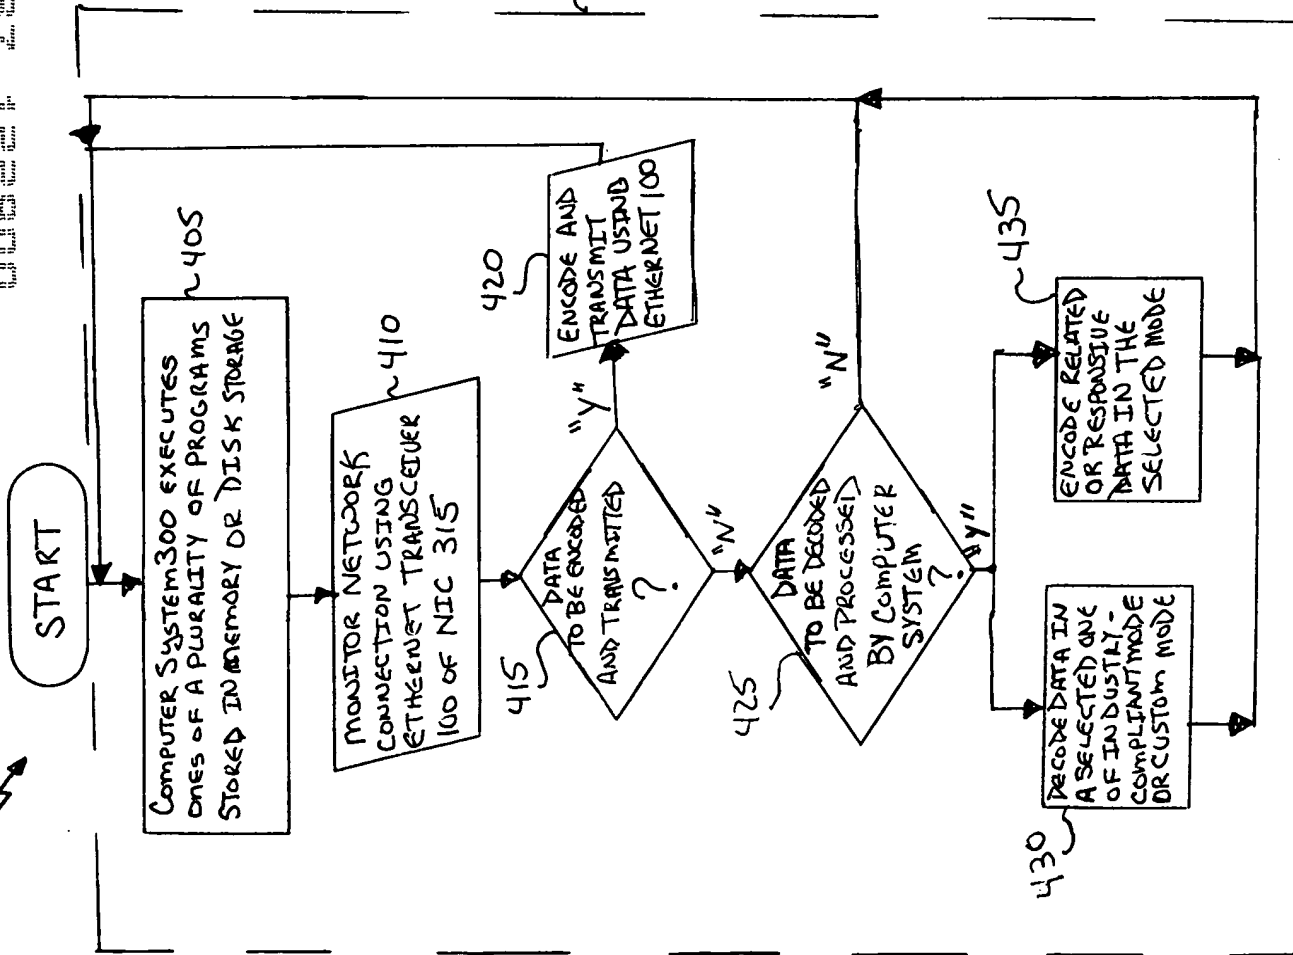 START
405
COMPUTER SYSTEM 300 EXECUTES
ONES OF A PLURALITY OF PROGRAMS
STORED IN MEMORY OR DISK STORAGE
410
MONITOR NETWORK
CONNECTION USING
ETHERNET TRANSCEIVER
100 OF NIC 315
415
DATA
TO BE ENCODED
AND TRANSMITTED
?
"Y"
"N"
420
ENCODE AND
TRANSMIT
DATA USING
ETHERNET 100
425
DATA
TO BE DECODED
AND PROCESSED
BY COMPUTER
SYSTEM
?
"N"
"Y"
430
DECODE DATA IN
A SELECTED ONE
OF INDUSTRY-
COMPLIANT MODE
OR CUSTOM MODE
435
ENCODE RELATED
OR RESPONSIVE
DATA IN THE
SELECTED MODE